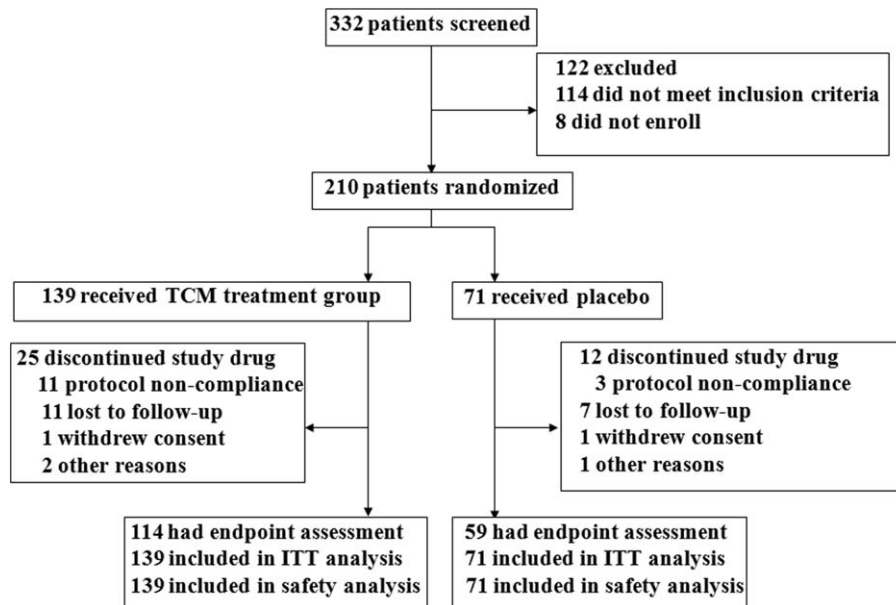 332 patients screened
122 excluded
114 did not meet inclusion criteria
8 did not enroll
210 patients randomized
139 received TCM treatment group
71 received placebo
25 discontinued study drug
11 protocol non-compliance
11 lost to follow-up
1 withdrew consent
2 other reasons
12 discontinued study drug
3 protocol non-compliance
7 lost to follow-up
1 withdrew consent
1 other reasons
114 had endpoint assessment
139 included in ITT analysis
139 included in safety analysis
59 had endpoint assessment
71 included in ITT analysis
71 included in safety analysis